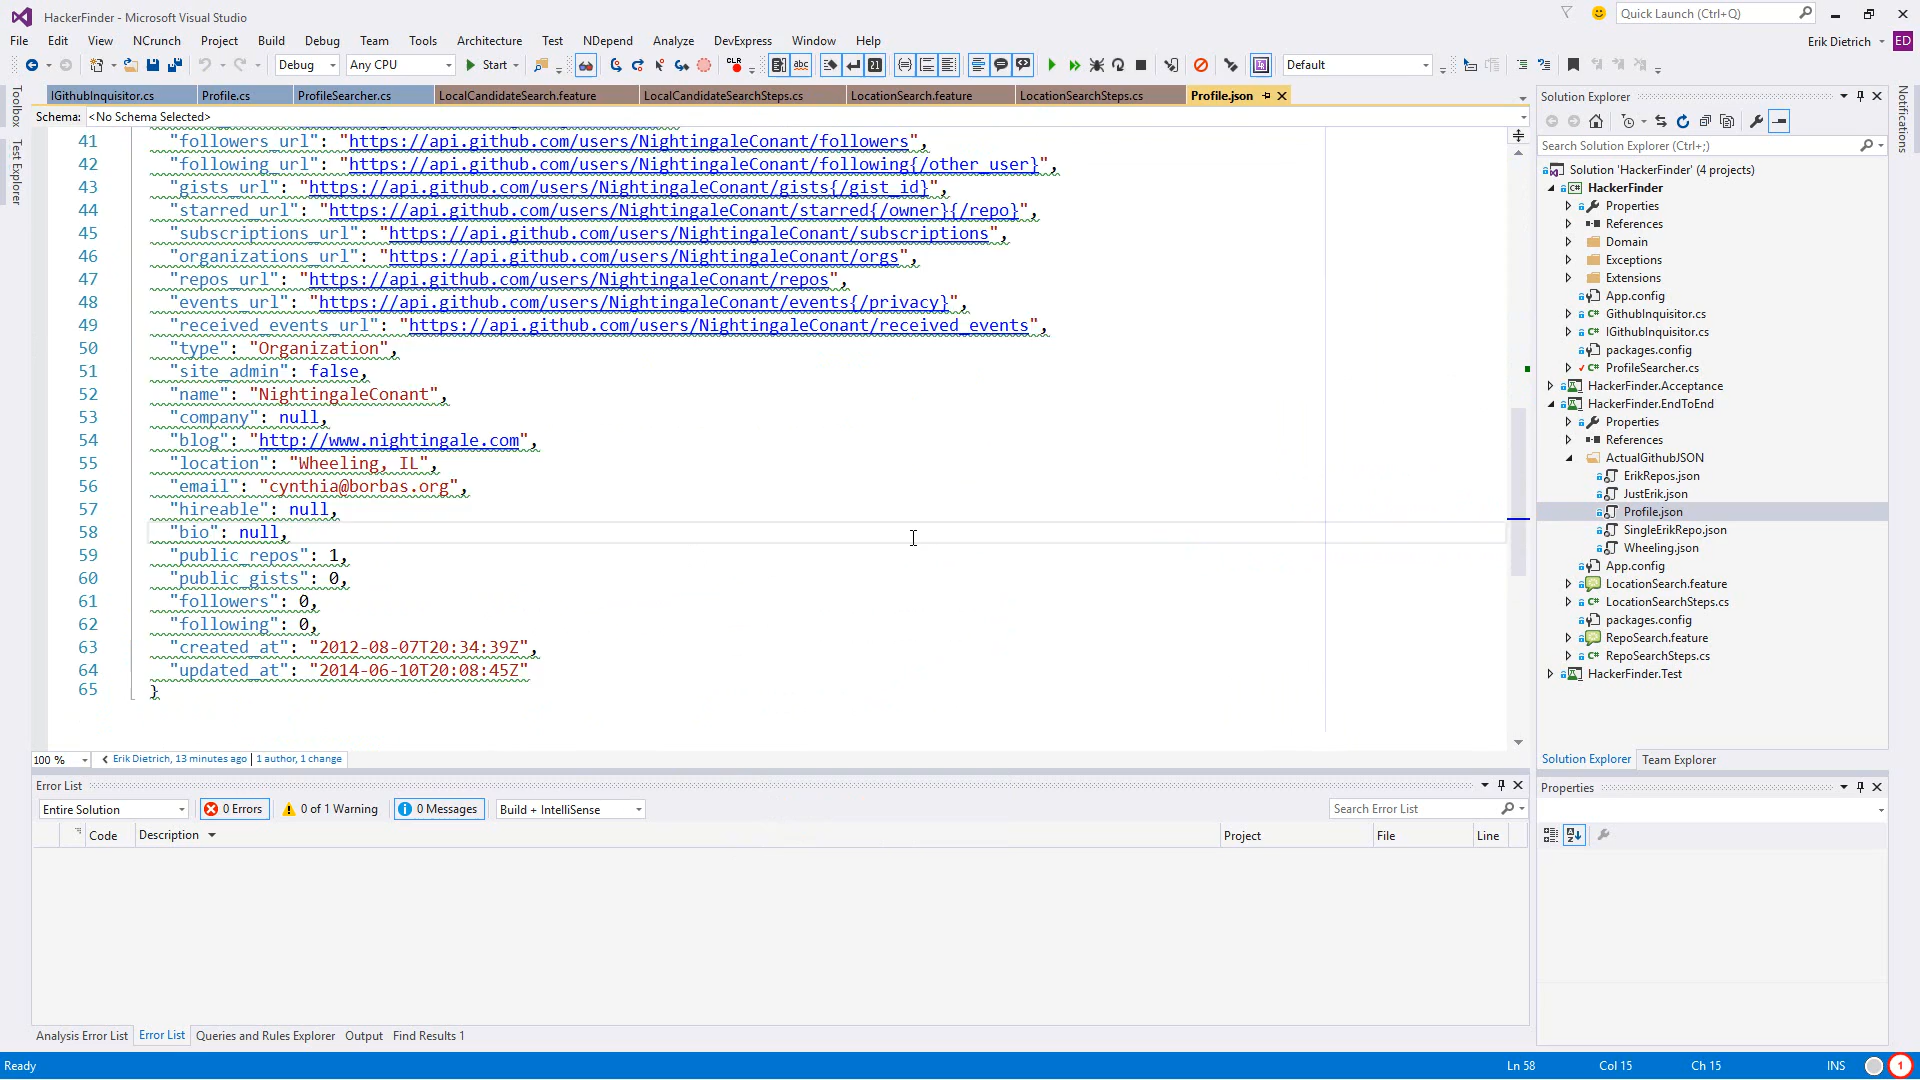 HackerFinder - Microsoft Visual Studio
Quick Launch (Ctrl+Q)
File Edit View NCrunch Project Build Debug Team Tools Architecture Test NDepend Analyze DevExpress Window Help
Erik Dietrich ED
Debug Any CPU Start CLR abc 21 Default
Toolbox
Test Explorer
Notifications
IGithubInquisitor.cs Profile.cs ProfileSearcher.cs LocalCandidateSearch.feature LocalCandidateSearchSteps.cs LocationSearch.feature LocationSearchSteps.cs Profile.json
Schema: <No Schema Selected>
41 "followers_url": "https://api.github.com/users/NightingaleConant/followers",
42 "following_url": "https://api.github.com/users/NightingaleConant/following{/other_user}",
43 "gists_url": "https://api.github.com/users/NightingaleConant/gists{/gist_id}",
44 "starred_url": "https://api.github.com/users/NightingaleConant/starred{/owner}{/repo}",
45 "subscriptions_url": "https://api.github.com/users/NightingaleConant/subscriptions",
46 "organizations_url": "https://api.github.com/users/NightingaleConant/orgs",
47 "repos_url": "https://api.github.com/users/NightingaleConant/repos",
48 "events_url": "https://api.github.com/users/NightingaleConant/events{/privacy}",
49 "received_events_url": "https://api.github.com/users/NightingaleConant/received_events",
50 "type": "Organization",
51 "site_admin": false,
52 "name": "NightingaleConant",
53 "company": null,
54 "blog": "http://www.nightingale.com",
55 "location": "Wheeling, IL",
56 "email": "cynthia@borbas.org",
57 "hireable": null,
58 "bio": null,
59 "public_repos": 1,
60 "public_gists": 0,
61 "followers": 0,
62 "following": 0,
63 "created_at": "2012-08-07T20:34:39Z",
64 "updated_at": "2014-06-10T20:08:45Z"
65 }
100 % Erik Dietrich, 13 minutes ago | 1 author, 1 change
Solution Explorer
Search Solution Explorer (Ctrl+;)
Solution 'HackerFinder' (4 projects)
HackerFinder
Properties
References
Domain
Exceptions
Extensions
App.config
GithubInquisitor.cs
IGithubInquisitor.cs
packages.config
ProfileSearcher.cs
HackerFinder.Acceptance
HackerFinder.EndToEnd
Properties
References
ActualGithubJSON
ErikRepos.json
JustErik.json
Profile.json
SingleErikRepo.json
Wheeling.json
App.config
LocationSearch.feature
LocationSearchSteps.cs
packages.config
RepoSearch.feature
RepoSearchSteps.cs
HackerFinder.Test
Solution Explorer Team Explorer
Properties
Error List
Entire Solution 0 Errors 0 of 1 Warning 0 Messages Build + IntelliSense Search Error List
Code Description Project File Line
Analysis Error List Error List Queries and Rules Explorer Output Find Results 1
Ready Ln 58 Col 15 Ch 15 INS 1